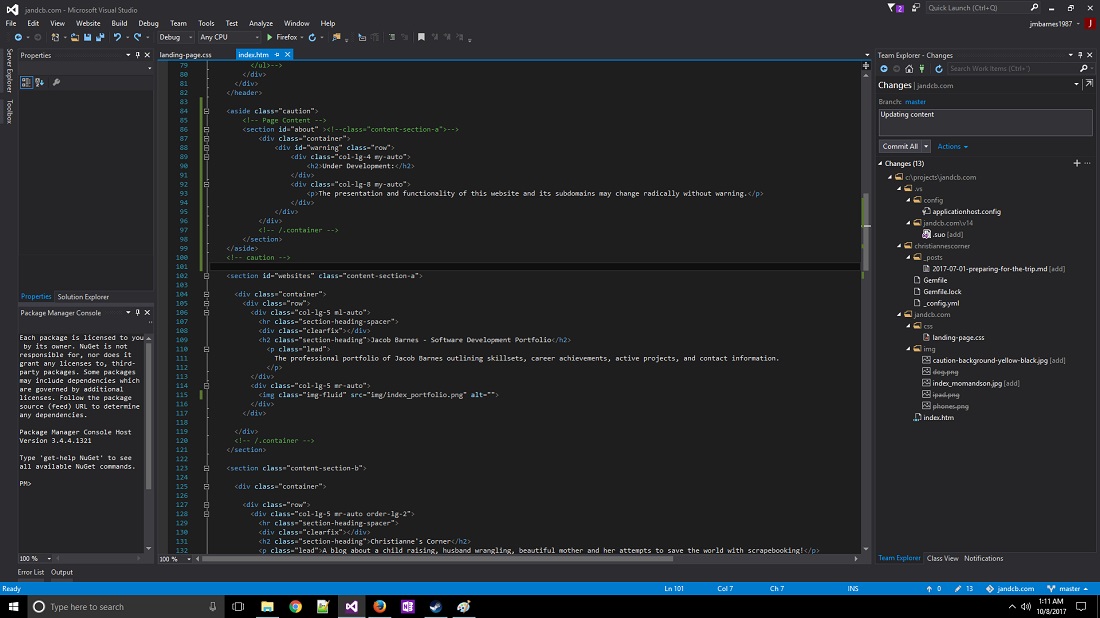 jandcb.com - Microsoft Visual Studio
2
Quick Launch (Ctrl+Q)
File Edit View Website Build Debug Team Tools Test Analyze Window Help
jmbarnes1987
Debug Any CPU Firefox
Server Explorer
Toolbox
Properties
Properties Solution Explorer
Package Manager Console
Each package is licensed to you
by its owner. NuGet is not
responsible for, nor does it
grant any licenses to, third-
party packages. Some packages
may include dependencies which
are governed by additional
licenses. Follow the package
source (feed) URL to determine
any dependencies.
Package Manager Console Host
Version 3.4.4.1321
Type 'get-help NuGet' to see
all available NuGet commands.
PM>
100 %
Error List Output
landing-page.css index.htm
79 </ul>-->
80 </div>
81 </div>
82 </header>
83
84 <aside class="caution">
85 <!-- Page Content -->
86 <section id="about" ><!--class="content-section-a">-->
87 <div class="container">
88 <div id="warning" class="row">
89 <div class="col-lg-4 my-auto">
90 <h2>Under Development:</h2>
91 </div>
92 <div class="col-lg-8 my-auto">
93 <p>The presentation and functionality of this website and its subdomains may change radically without warning.</p>
94 </div>
95 </div>
96 </div>
97 <!-- /.container -->
98 </section>
99 </aside>
100 <!-- caution -->
101
102 <section id="websites" class="content-section-a">
103
104 <div class="container">
105 <div class="row">
106 <div class="col-lg-5 ml-auto">
107 <hr class="section-heading-spacer">
108 <div class="clearfix"></div>
109 <h2 class="section-heading">Jacob Barnes - Software Development Portfolio</h2>
110 <p class="lead">
111 The professional portfolio of Jacob Barnes outlining skillsets, career achievements, active projects, and contact information.
112 </p>
113 </div>
114 <div class="col-lg-5 mr-auto">
115 <img class="img-fluid" src="img/index_portfolio.png" alt="">
116 </div>
117 </div>
118
119 </div>
120 <!-- /.container -->
121 </section>
122
123 <section class="content-section-b">
124
125 <div class="container">
126
127 <div class="row">
128 <div class="col-lg-5 mr-auto order-lg-2">
129 <hr class="section-heading-spacer">
130 <div class="clearfix"></div>
131 <h2 class="section-heading">Christianne's Corner</h2>
132 <p class="lead">A blog about a child raising, husband wrangling, beautiful mother and her attempts to save the world with scrapebooking!</p>
100 %
Team Explorer - Changes
Search Work Items (Ctrl+')
Changes | jandcb.com
Branch: master
Updating content
Commit All Actions
Changes (13)
c:\projects\jandcb.com
.vs
config
applicationhost.config
jandcb.com\v14
.suo [add]
christiannescorner
_posts
2017-07-01-preparing-for-the-trip.md [add]
Gemfile
Gemfile.lock
_config.yml
jandcb.com
css
landing-page.css
img
caution-background-yellow-black.jpg [add]
dog.png
index_momandson.jpg [add]
ipad.png
phones.png
index.htm
Team Explorer Class View Notifications
Ready Ln 101 Col 7 Ch 7 INS 0 13 jandcb.com master
Type here to search
1:11 AM
10/8/2017